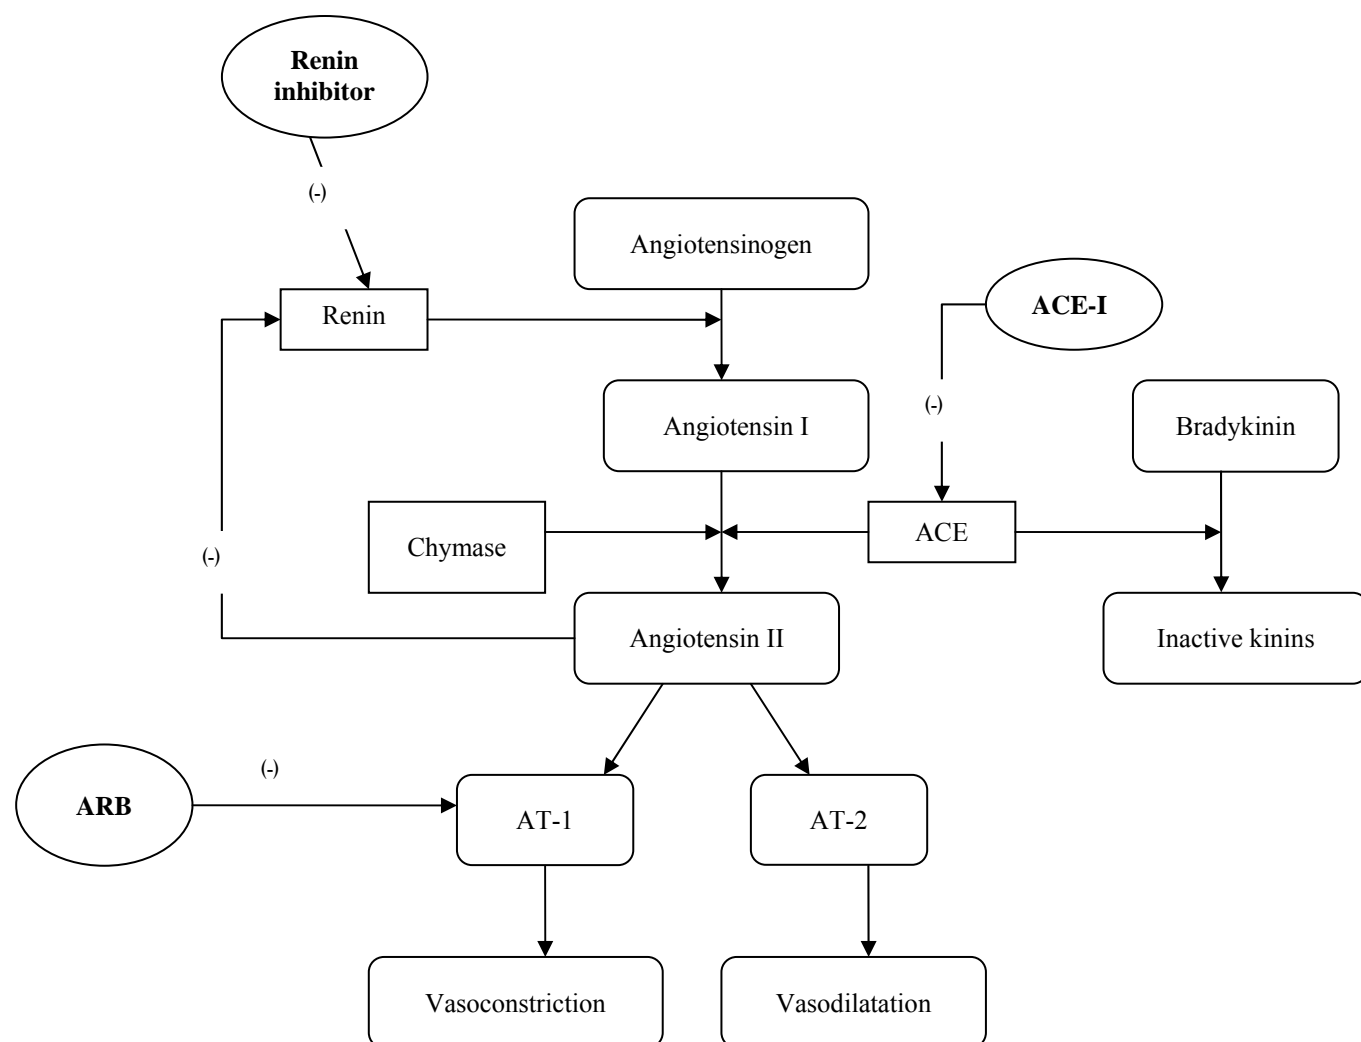 Renin
inhibitor
(-)
Angiotensinogen
Renin
ACE-I
Angiotensin I
(-)
Bradykinin
Chymase
ACE
(-)
Angiotensin II
Inactive kinins
ARB
(-)
AT-1
AT-2
Vasoconstriction
Vasodilatation